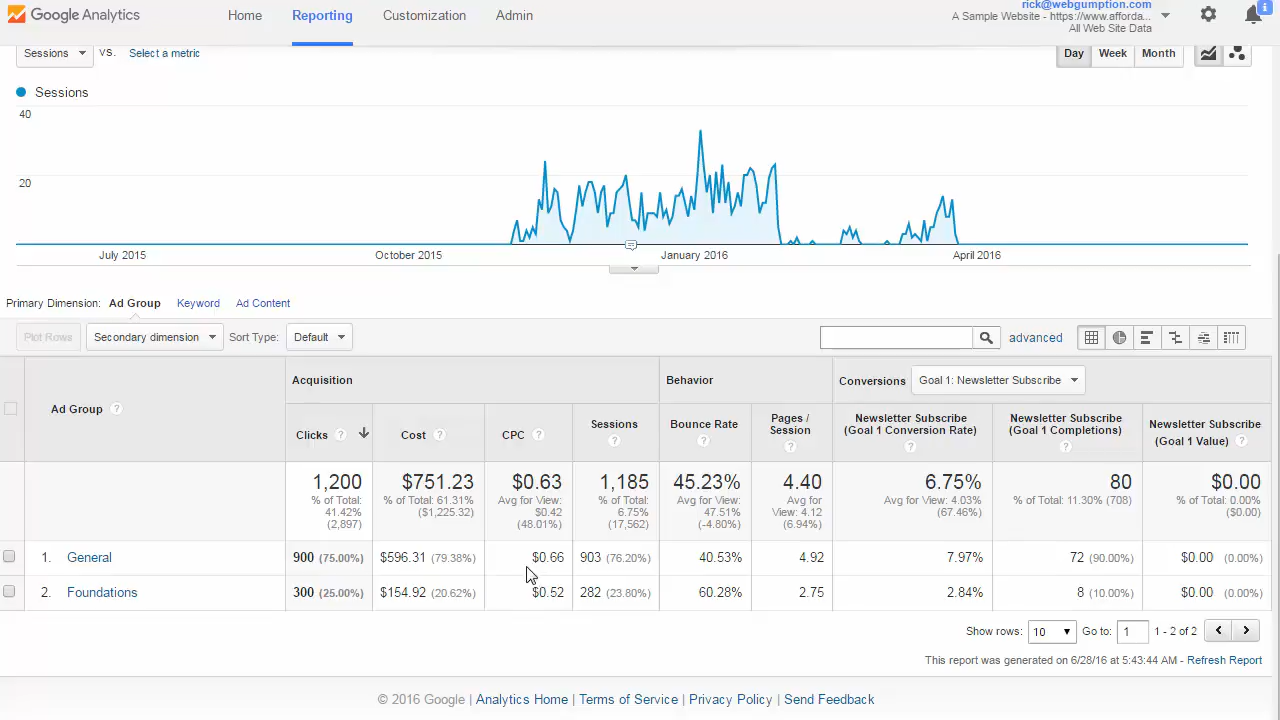 Google Analytics
Home Reporting Customization Admin
rick@webgumption.com
A Sample Website - https://www.afforda...
All Web Site Data
Sessions VS. Select a metric
Day Week Month
Sessions
40
20
July 2015 October 2015 January 2016 April 2016
Primary Dimension: Ad Group Keyword Ad Content
Plot Rows Secondary dimension Sort Type: Default advanced
Acquisition Behavior Conversions Goal 1: Newsletter Subscribe
Ad Group ?
Clicks ? Cost ? CPC ? Sessions ? Bounce Rate ? Pages / Session ? Newsletter Subscribe (Goal 1 Conversion Rate) ? Newsletter Subscribe (Goal 1 Completions) ? Newsletter Subscribe (Goal 1 Value) ?
1,200 $751.23 $0.63 1,185 45.23% 4.40 6.75% 80 $0.00
% of Total: 41.42% (2,897) % of Total: 61.31% ($1,225.32) Avg for View: $0.42 (48.01%) % of Total: 6.75% (17,562) Avg for View: 47.51% (-4.80%) Avg for View: 4.12 (6.94%) Avg for View: 4.03% (67.46%) % of Total: 11.30% (708) % of Total: 0.00% ($0.00)
1. General 900 (75.00%) $596.31 (79.38%) $0.66 903 (76.20%) 40.53% 4.92 7.97% 72 (90.00%) $0.00 (0.00%)
2. Foundations 300 (25.00%) $154.92 (20.62%) $0.52 282 (23.80%) 60.28% 2.75 2.84% 8 (10.00%) $0.00 (0.00%)
Show rows: 10 Go to: 1 1 - 2 of 2
This report was generated on 6/28/16 at 5:43:44 AM - Refresh Report
© 2016 Google | Analytics Home | Terms of Service | Privacy Policy | Send Feedback